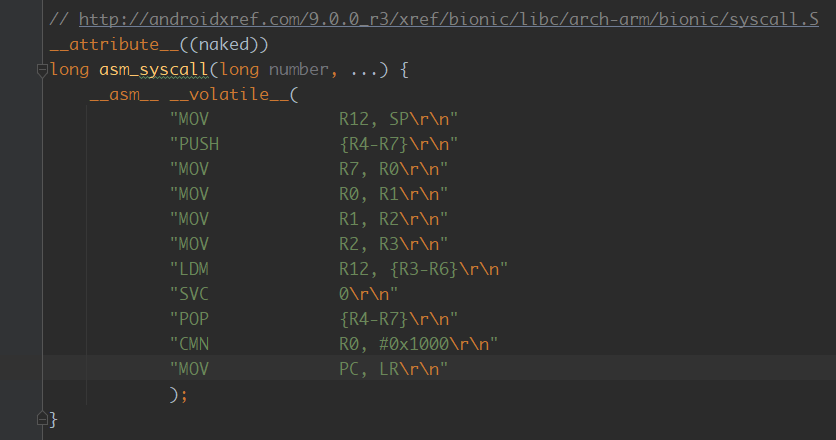 // http://androidxref.com/9.0.0_r3/xref/bionic/libc/arch-arm/bionic/syscall.S
__attribute__((naked))
long asm_syscall(long number, ...) {
    __asm__ __volatile__(
            "MOV             R12, SP\r\n"
            "PUSH            {R4-R7}\r\n"
            "MOV             R7, R0\r\n"
            "MOV             R0, R1\r\n"
            "MOV             R1, R2\r\n"
            "MOV             R2, R3\r\n"
            "LDM             R12, {R3-R6}\r\n"
            "SVC             0\r\n"
            "POP             {R4-R7}\r\n"
            "CMN             R0, #0x1000\r\n"
            "MOV             PC, LR\r\n"
            );
}